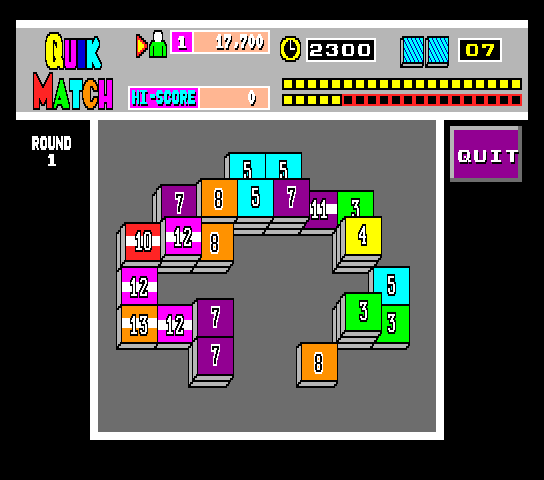 QUIK
MATCH
1 17.700
HI-SCORE 0
2300
07
ROUND
1
QUIT
5 5
7 8 5 7 11 3
10 12 8 4
12 5
13 12 7 3 3
7 8